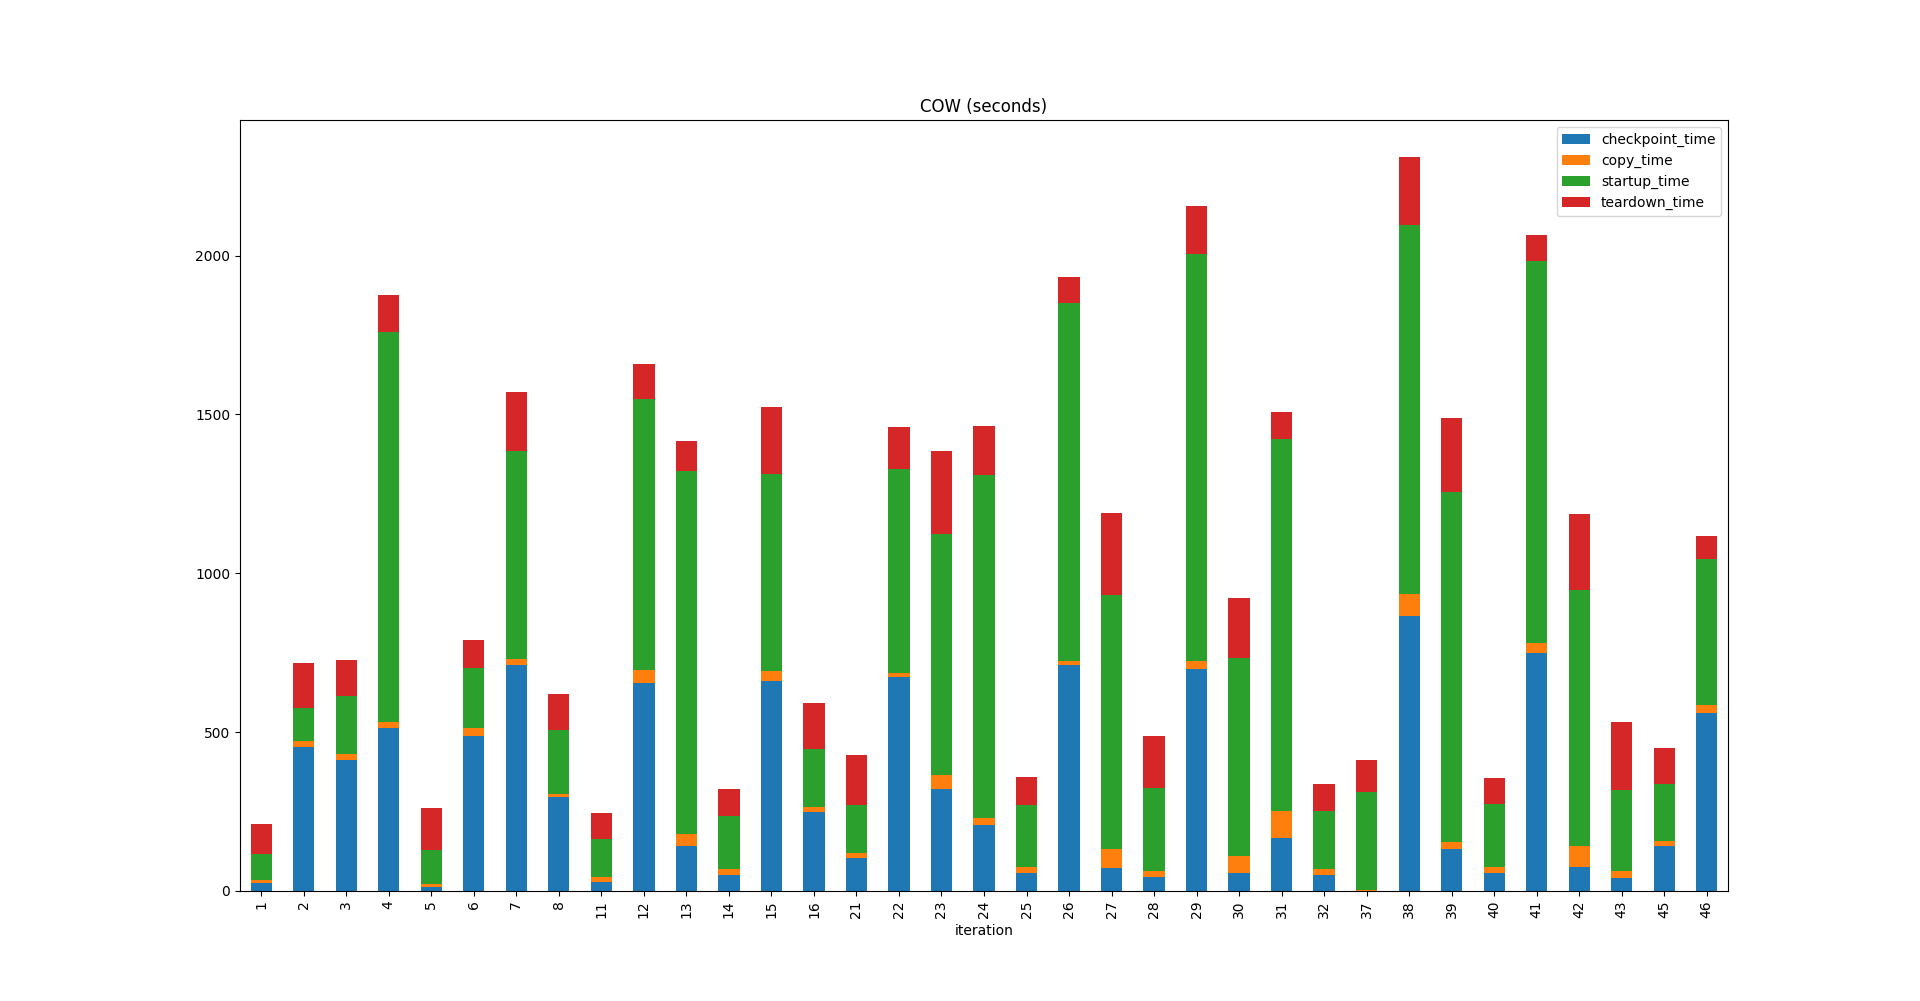 COW (seconds)
checkpoint_time
copy_time
startup_time
teardown_time
2000
1500
1000
500
0
1 2 3 4 5 6 7 8 11 12 13 14 15 16 21 22 23 24 25 26 27 28 29 30 31 32 37 38 39 40 41 42 43 45 46
iteration